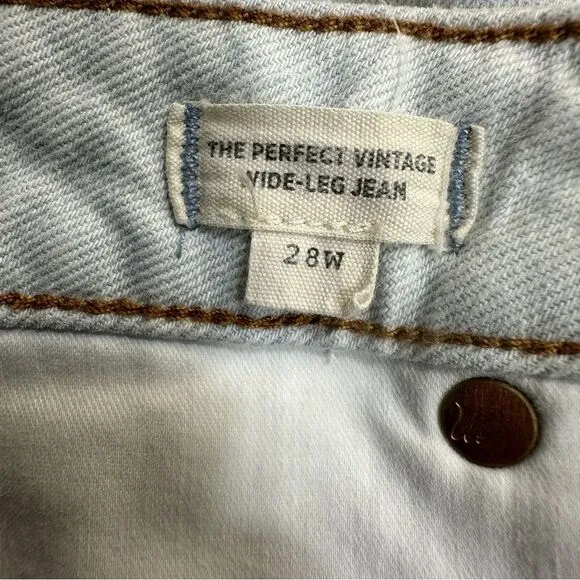 THE PERFECT VINTAGE
WIDE-LEG JEAN
28W